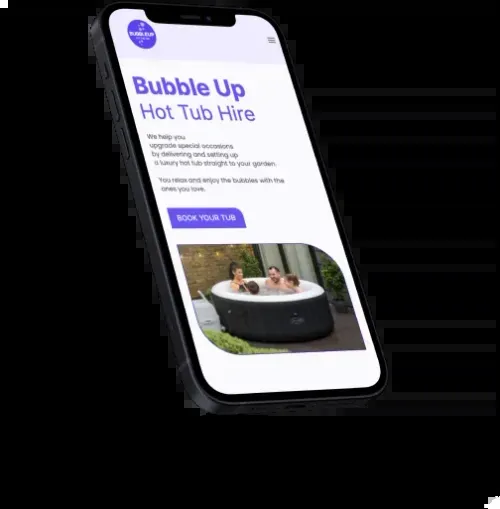 BUBBLE UP
Bubble Up
Hot Tub Hire
We help you
upgrade special occasions
by delivering and setting up
a luxury hot tub straight to your garden.
You relax and enjoy the bubbles with the
ones you love.
BOOK YOUR TUB